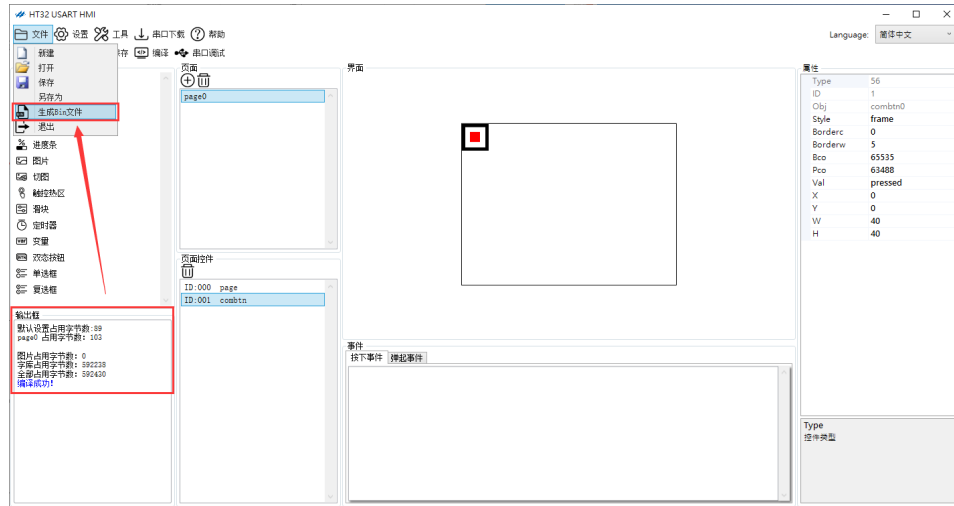 HT32 USART HMI
文件 设置 工具 串口下载 帮助
Language: 简体中文
存 编译 串口调试
新建
打开
保存
另存为
生成Bin文件
退出
进度条
图片
切图
触控热区
滑块
定时器
变量
双态按钮
单选框
复选框
输出框
默认设置占用字节数:89
page0 占用字节数: 103
图片占用字节数: 0
字库占用字节数: 592238
全部占用字节数: 592430
编译成功!
页面
page0
页面控件
ID:000 page
ID:001 combtn
界面
事件
按下事件 弹起事件
属性
Type 56
ID 1
Obj combtn0
Style frame
Borderc 0
Borderw 5
Bco 65535
Pco 63488
Val pressed
X 0
Y 0
W 40
H 40
Type
控件类型